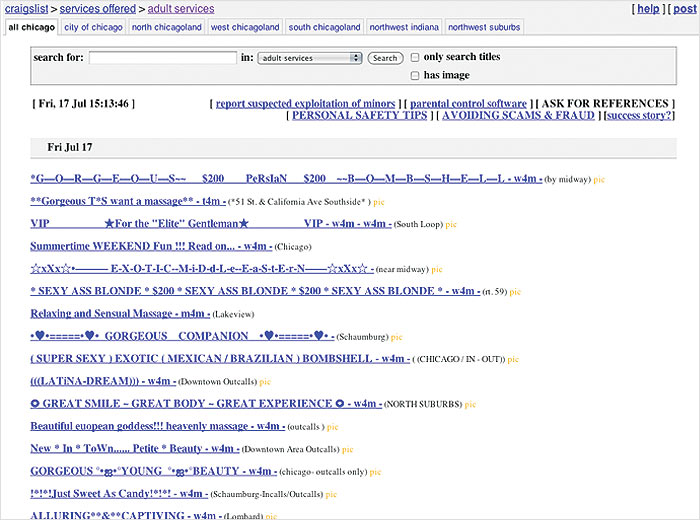 craigslist > services offered > adult services [ help ] [ post
all chicago city of chicago north chicagoland west chicagoland south chicagoland northwest indiana northwest suburbs
search for: in: adult services Search only search titles
has image
[ Fri, 17 Jul 15:13:46 ] [ report suspected exploitation of minors ] [ parental control software ] [ ASK FOR REFERENCES ]
[ PERSONAL SAFETY TIPS ] [ AVOIDING SCAMS & FRAUD ] [success story?]
Fri Jul 17
*G—O—R—G—E—O—U—S~~ $200 PeRsIaN $200 ~~B—O—M—B—S—H—E—L—L - w4m - (by midway) pic
**Gorgeous T*S want a massage** - t4m - (*51 St. & California Ave Southside* ) pic
VIP ★For the "Elite" Gentleman★ VIP - w4m - w4m - (South Loop) pic
Summertime WEEKEND Fun !!! Read on... - w4m - (Chicago)
☆xXx☆•——— E-X-O-T-I-C--M-i-D-d-L-e--E-a-S-t-E-r-N——☆xXx☆ - (near midway) pic
* SEXY ASS BLONDE * $200 * SEXY ASS BLONDE * $200 * SEXY ASS BLONDE * - w4m - (rt. 59) pic
Relaxing and Sensual Massage - m4m - (Lakeview)
•♥•=====•♥• GORGEOUS COMPANION •♥•=====•♥• - (Schaumburg) pic
( SUPER SEXY ) EXOTIC ( MEXICAN / BRAZILIAN ) BOMBSHELL - w4m - ( (CHICAGO / IN - OUT)) pic
(((LATiNA-DREAM))) - w4m - (Downtown Outcalls) pic
✪ GREAT SMILE ~ GREAT BODY ~ GREAT EXPERIENCE ✪ - w4m - (NORTH SUBURBS) pic
Beautiful euopean goddess!!! heavenly massage - w4m - (outcalls ) pic
New * In * ToWn...... Petite * Beauty - w4m - (Downtown Area Outcalls) pic
GORGEOUS °•ஐ•°YOUNG °•ஐ•°BEAUTY - w4m - (chicago- outcalls only) pic
!*!*!Just Sweet As Candy!*!*! - w4m - (Schaumburg-Incalls/Outcalls) pic
ALLURING**&**CAPTIVING - w4m - (Lombard) pic